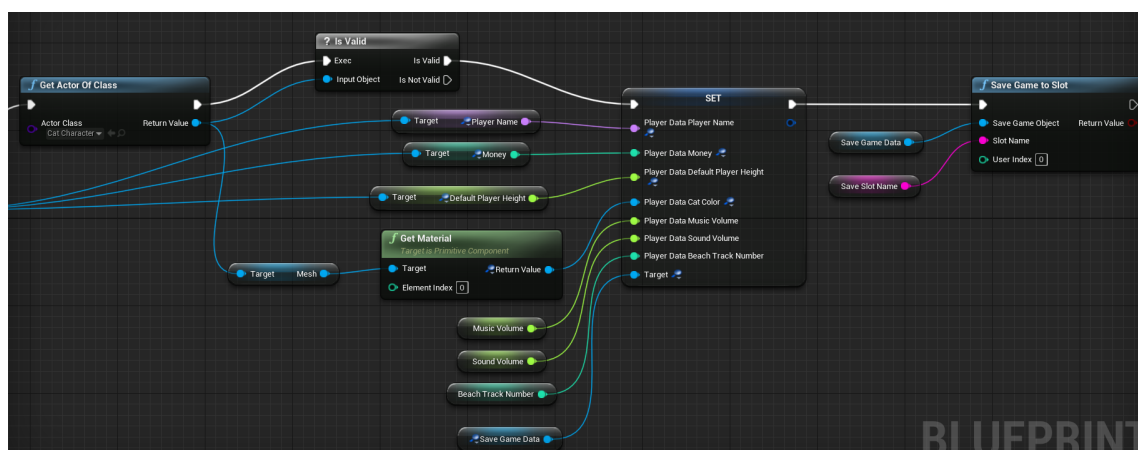 ? Is Valid
Exec Is Valid
Input Object Is Not Valid
f Get Actor Of Class
Actor Class Return Value
Cat Character
Target Player Name
Target Money
Target Default Player Height
f Get Material
Target is Primitive Component
Target Return Value
Element Index 0
Target Mesh
Music Volume
Sound Volume
Beach Track Number
Save Game Data
SET
Player Data Player Name
Player Data Money
Player Data Default Player Height
Player Data Cat Color
Player Data Music Volume
Player Data Sound Volume
Player Data Beach Track Number
Target
Save Game Data
Save Slot Name
f Save Game to Slot
Save Game Object Return Value
Slot Name
User Index 0
BLUEPRINT